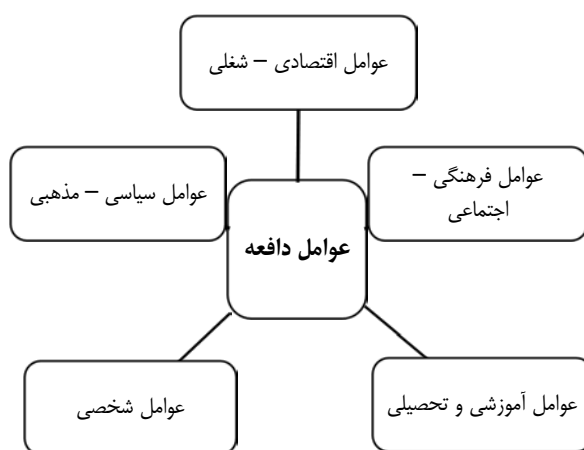 عوامل اقتصادی – شغلی
عوامل فرهنگی –
اجتماعی
عوامل سیاسی – مذهبی
عوامل دافعه
عوامل آموزشی و تحصیلی
عوامل شخصی